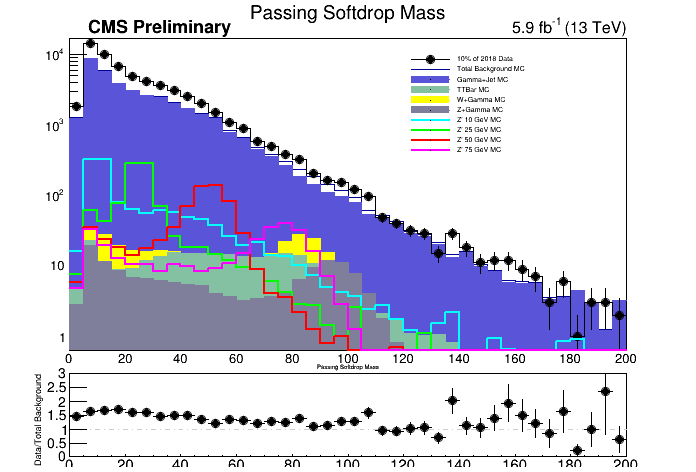 Passing Softdrop Mass
CMS Preliminary
5.9 fb⁻¹ (13 TeV)
10⁴
10³
10²
10
1
10% of 2018 Data
Total Background MC
Gamma+Jet MC
TTBar MC
W+Gamma MC
Z+Gamma MC
Z' 10 GeV MC
Z' 25 GeV MC
Z' 50 GeV MC
Z' 75 GeV MC
0 20 40 60 80 100 120 140 160 180 200
Passing Softdrop Mass
Data/Total Background
3
2.5
2
1.5
1
0.5
0
0 20 40 60 80 100 120 140 160 180 200